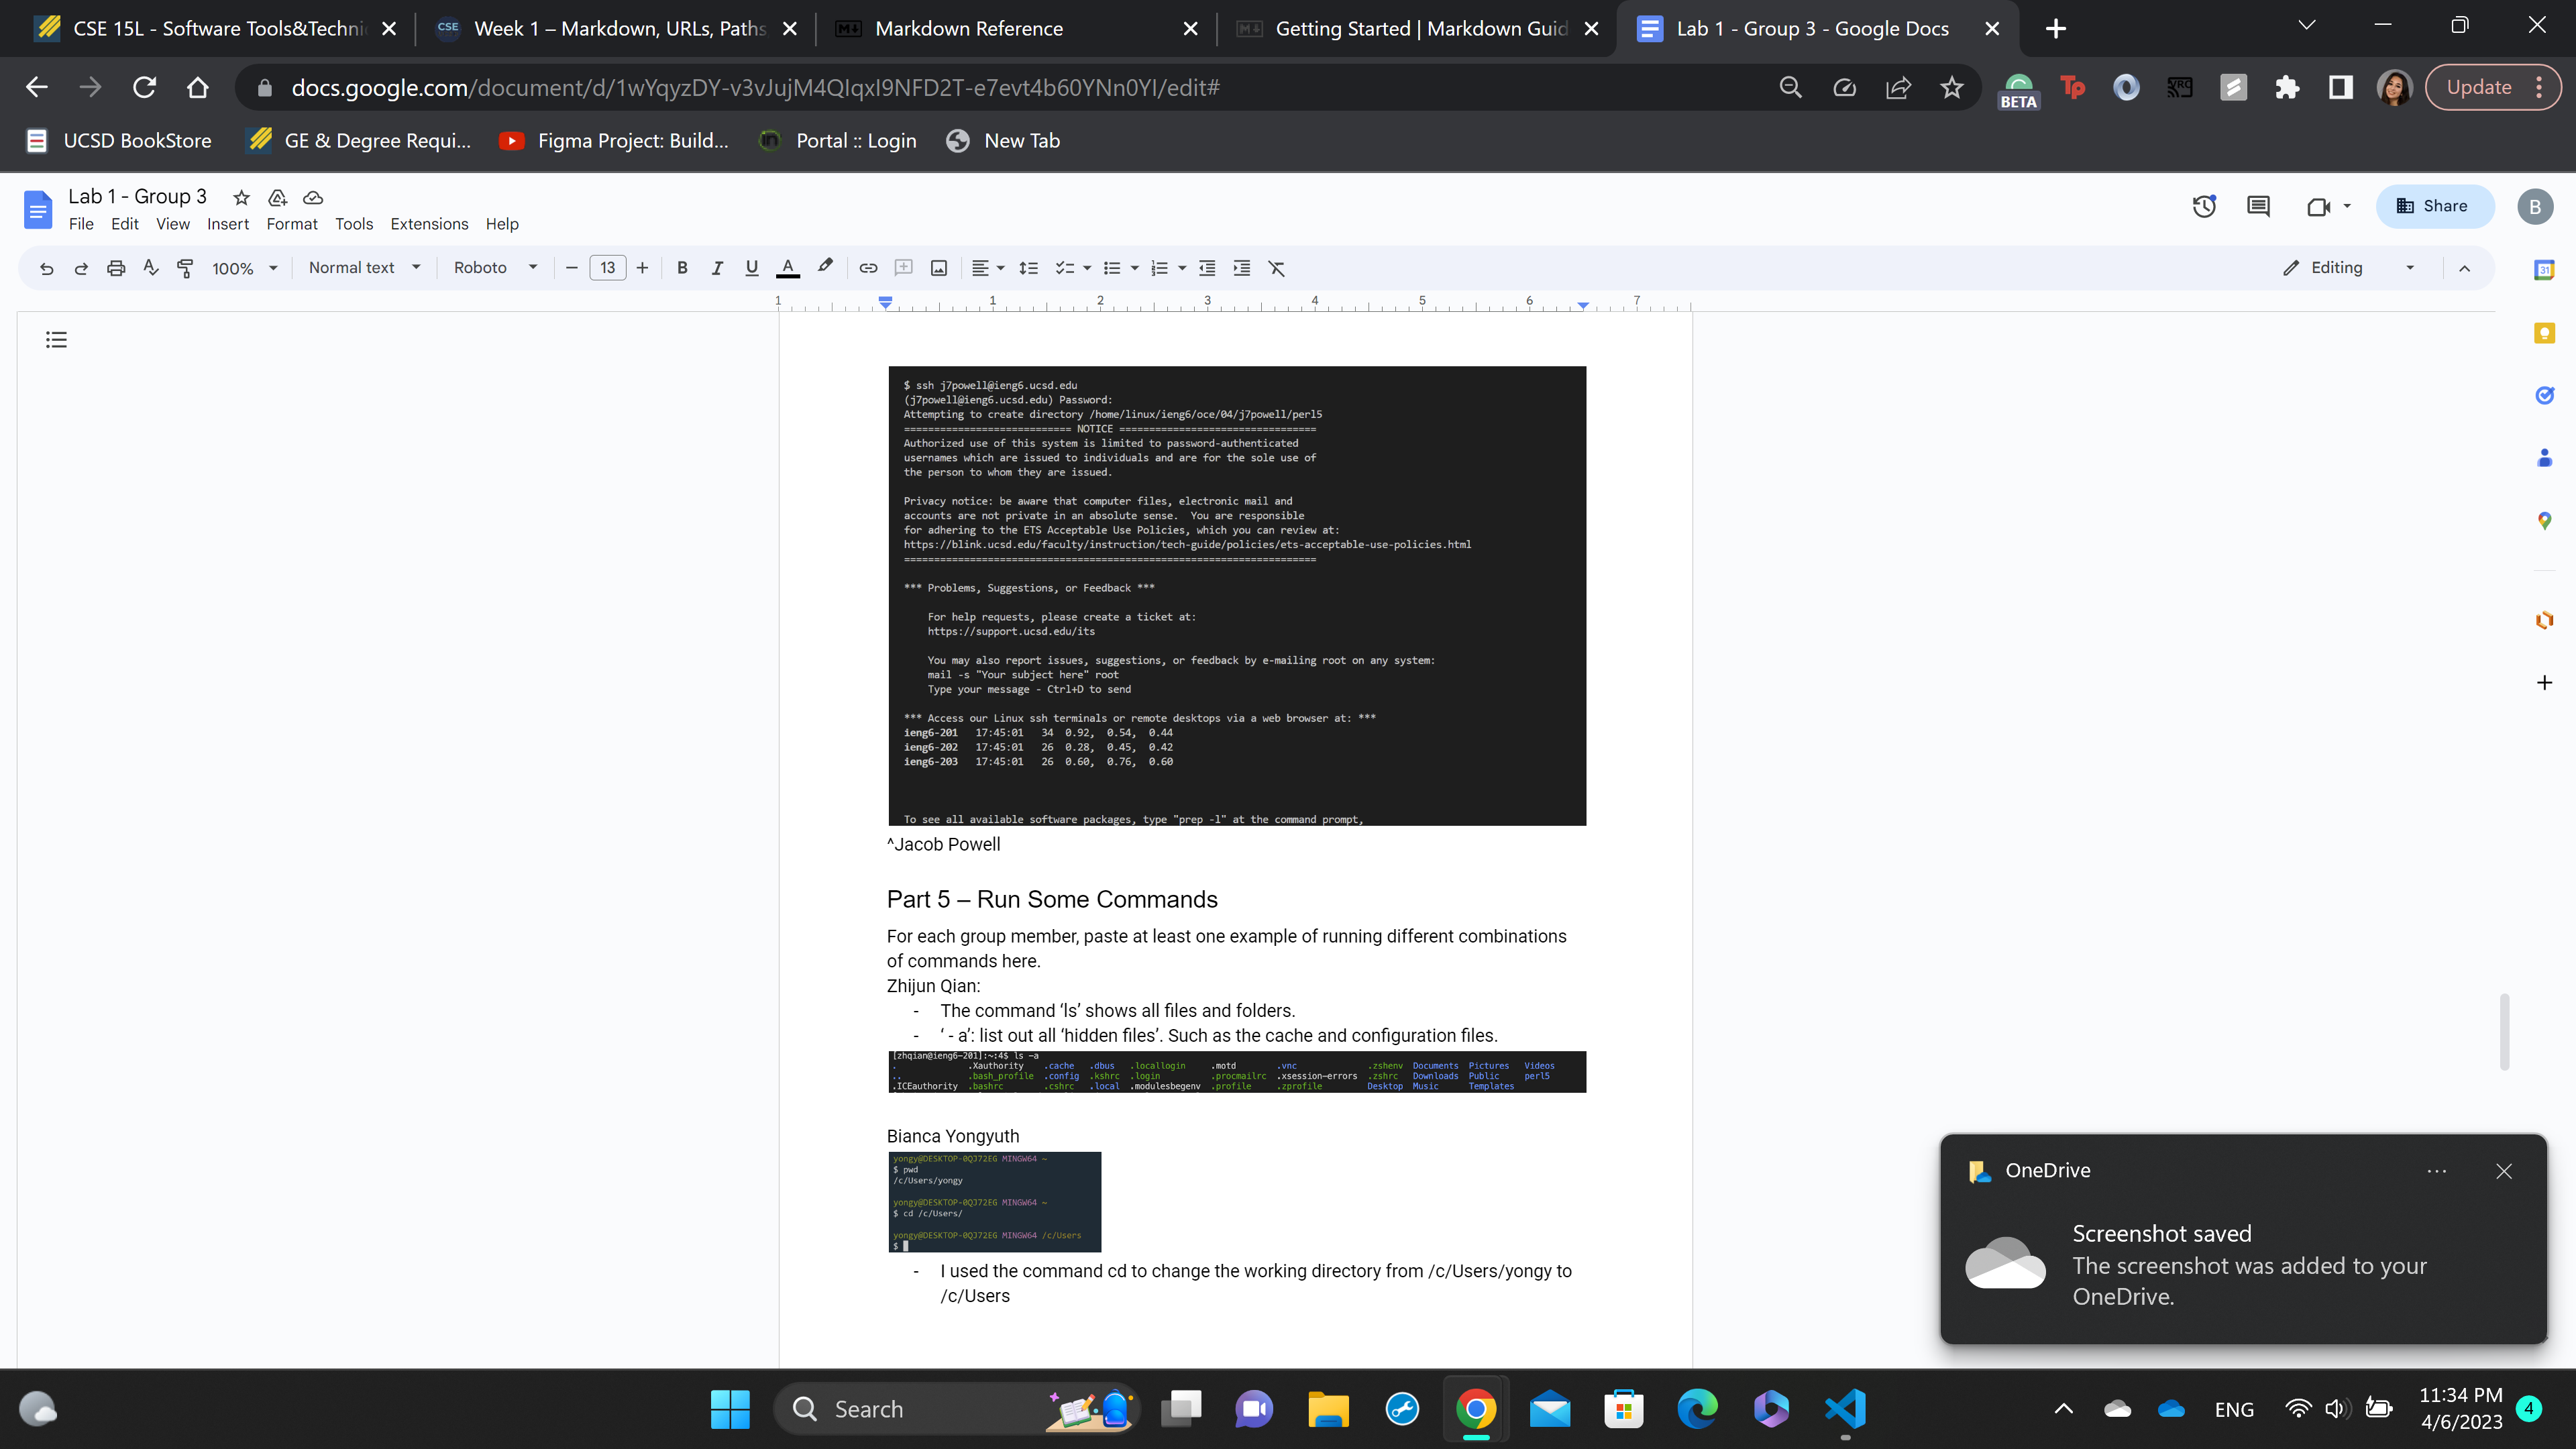 CSE 15L - Software Tools&Techni
Week 1 – Markdown, URLs, Paths
Markdown Reference
Getting Started | Markdown Guid
Lab 1 - Group 3 - Google Docs
docs.google.com/document/d/1wYqyzDY-v3vJujM4QIqxI9NFD2T-e7evt4b60YNn0YI/edit#
BETA
Update
UCSD BookStore
GE & Degree Requi...
Figma Project: Build...
Portal :: Login
New Tab
Lab 1 - Group 3
File Edit View Insert Format Tools Extensions Help
Share
B
100% Normal text Roboto 13 B I U A
Editing
1 1 2 3 4 5 6 7
$ ssh j7powell@ieng6.ucsd.edu
(j7powell@ieng6.ucsd.edu) Password:
Attempting to create directory /home/linux/ieng6/oce/04/j7powell/perl5
============================ NOTICE =================================
Authorized use of this system is limited to password-authenticated
usernames which are issued to individuals and are for the sole use of
the person to whom they are issued.
Privacy notice: be aware that computer files, electronic mail and
accounts are not private in an absolute sense.  You are responsible
for adhering to the ETS Acceptable Use Policies, which you can review at:
https://blink.ucsd.edu/faculty/instruction/tech-guide/policies/ets-acceptable-use-policies.html
=====================================================================
*** Problems, Suggestions, or Feedback ***
For help requests, please create a ticket at:
https://support.ucsd.edu/its
You may also report issues, suggestions, or feedback by e-mailing root on any system:
mail -s "Your subject here" root
Type your message - Ctrl+D to send
*** Access our Linux ssh terminals or remote desktops via a web browser at: ***
ieng6-201   17:45:01   34  0.92,  0.54,  0.44
ieng6-202   17:45:01   26  0.28,  0.45,  0.42
ieng6-203   17:45:01   26  0.60,  0.76,  0.60
To see all available software packages, type "prep -l" at the command prompt,
^Jacob Powell
Part 5 – Run Some Commands
For each group member, paste at least one example of running different combinations
of commands here.
Zhijun Qian:
- The command ‘ls’ shows all files and folders.
- ‘ - a’: list out all ‘hidden files’. Such as the cache and configuration files.
[zhqian@ieng6-201]:~:4$ ls -a
. .Xauthority .cache .dbus .locallogin .motd .vnc .zshenv Documents Pictures Videos
.. .bash_profile .config .kshrc .login .procmailrc .xsession-errors .zshrc Downloads Public perl5
.ICEauthority .bashrc .cshrc .local .modulesbegenv .profile .zprofile Desktop Music Templates
Bianca Yongyuth
yongy@DESKTOP-0QJ72EG MINGW64 ~
$ pwd
/c/Users/yongy
yongy@DESKTOP-0QJ72EG MINGW64 ~
$ cd /c/Users/
yongy@DESKTOP-0QJ72EG MINGW64 /c/Users
$
- I used the command cd to change the working directory from /c/Users/yongy to
/c/Users
OneDrive
Screenshot saved
The screenshot was added to your
OneDrive.
Search
ENG
11:34 PM
4/6/2023
4